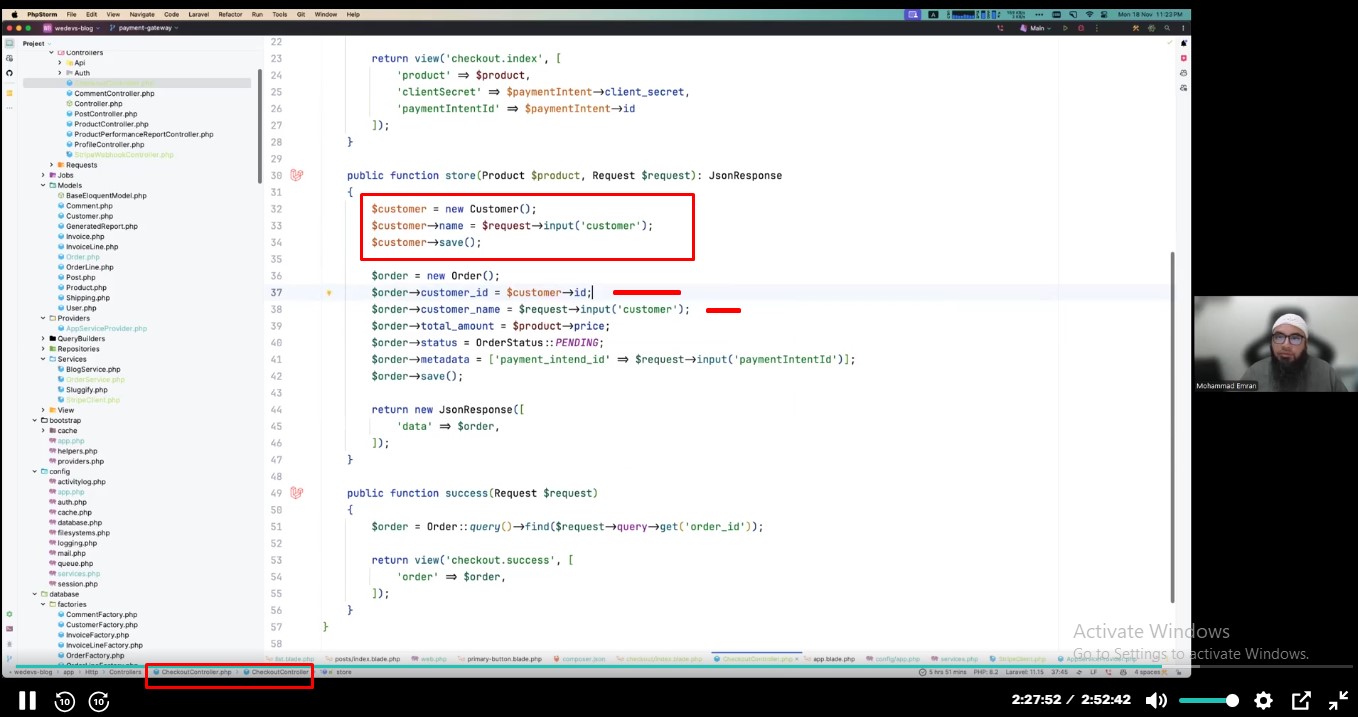 PhpStorm File Edit View Navigate Code Laravel Refactor Run Tools Git Window Help
Mon 18 Nov 11:23 PM
wedevs-blog payment-gateway
Main
Project
Controllers
Api
Auth
CommentController.php
Controller.php
PostController.php
ProductController.php
ProductPerformanceReportController.php
ProfileController.php
StripeWebhookController.php
Requests
Jobs
Models
BaseEloquentModel.php
Comment.php
Customer.php
GeneratedReport.php
Invoice.php
InvoiceLine.php
Order.php
OrderLine.php
Post.php
Product.php
Shipping.php
User.php
Providers
AppServiceProvider.php
QueryBuilders
Repositories
Services
BlogService.php
OrderService.php
Sluggify.php
StripeClient.php
View
bootstrap
cache
app.php
helpers.php
providers.php
config
activitylog.php
app.php
auth.php
cache.php
database.php
filesystems.php
logging.php
mail.php
queue.php
services.php
session.php
database
factories
CommentFactory.php
CustomerFactory.php
InvoiceFactory.php
InvoiceLineFactory.php
OrderFactory.php
OrderLineFactory.php
22
23 return view('checkout.index', [
24 'product' => $product,
25 'clientSecret' => $paymentIntent->client_secret,
26 'paymentIntentId' => $paymentIntent->id
27 ]);
28 }
29
30 public function store(Product $product, Request $request): JsonResponse
31 {
32 $customer = new Customer();
33 $customer->name = $request->input('customer');
34 $customer->save();
35
36 $order = new Order();
37 $order->customer_id = $customer->id;
38 $order->customer_name = $request->input('customer');
39 $order->total_amount = $product->price;
40 $order->status = OrderStatus::PENDING;
41 $order->metadata = ['payment_intend_id' => $request->input('paymentIntentId')];
42 $order->save();
43
44 return new JsonResponse([
45 'data' => $order,
46 ]);
47 }
48
49 public function success(Request $request)
50 {
51 $order = Order::query()->find($request->query->get('order_id'));
52
53 return view('checkout.success', [
54 'order' => $order,
55 ]);
56 }
57 }
58
list.blade.php posts/index.blade.php web.php primary-button.blade.php composer.json checkout/index.blade.php CheckoutController.php app.blade.php config/app.php services.php StripeClient.php AppServiceProvider.php
wedevs-blog app Http Controllers CheckoutController.php CheckoutController store 5 hrs 51 mins PHP: 8.2 Laravel 11.15 37:45 LF 4 spaces
Mohammad Emran
Activate Windows
Go to Settings to activate Windows.
10 10 2:27:52 / 2:52:42